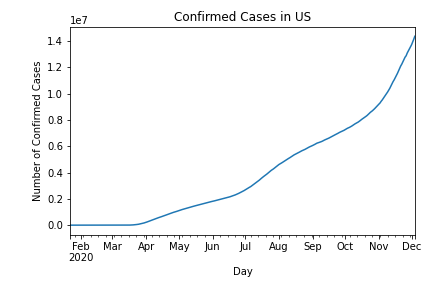 Confirmed Cases in US
1e7
Number of Confirmed Cases
1.4
1.2
1.0
0.8
0.6
0.4
0.2
0.0
Feb Mar Apr May Jun Jul Aug Sep Oct Nov Dec
2020
Day